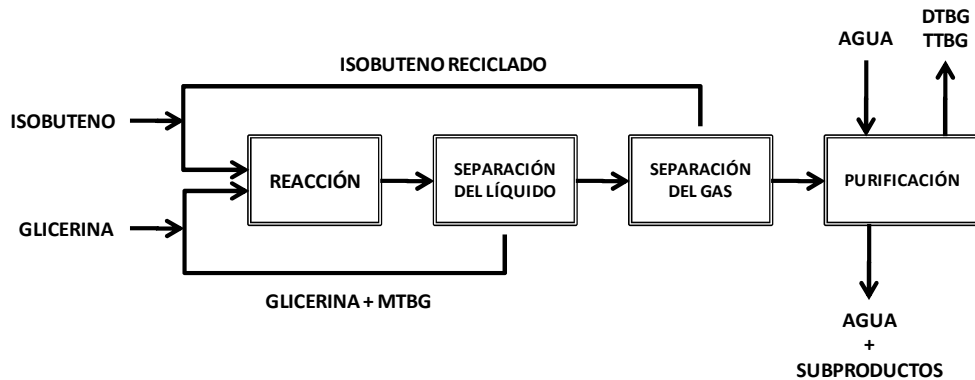 DTBG
TTBG
AGUA
ISOBUTENO RECICLADO
ISOBUTENO
REACCIÓN
SEPARACIÓN
DEL LÍQUIDO
SEPARACIÓN
DEL GAS
PURIFICACIÓN
GLICERINA
GLICERINA + MTBG
AGUA
+
SUBPRODUCTOS